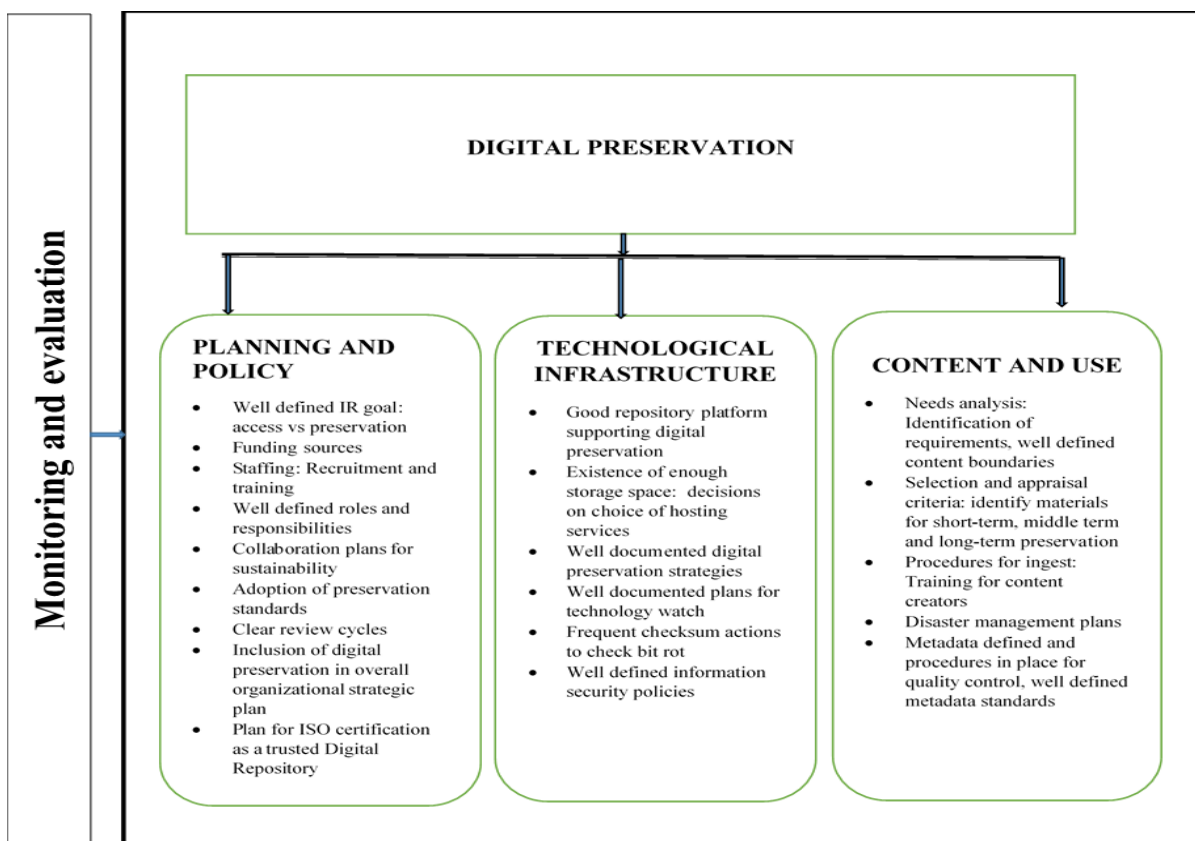 Monitoring and evaluation
DIGITAL PRESERVATION
PLANNING AND
POLICY
• Well defined IR goal:
access vs preservation
• Funding sources
• Staffing: Recruitment and
training
• Well defined roles and
responsibilities
• Collaboration plans for
sustainability
• Adoption of preservation
standards
• Clear review cycles
• Inclusion of digital
preservation in overall
organizational strategic
plan
• Plan for ISO certification
as a trusted Digital
Repository
TECHNOLOGICAL
INFRASTRUCTURE
• Good repository platform
supporting digital
preservation
• Existence of enough
storage space: decisions
on choice of hosting
services
• Well documented digital
preservation strategies
• Well documented plans for
technology watch
• Frequent checksum actions
to check bit rot
• Well defined information
security policies
CONTENT AND USE
• Needs analysis:
Identification of
requirements, well defined
content boundaries
• Selection and appraisal
criteria: identify materials
for short-term, middle term
and long-term preservation
• Procedures for ingest:
Training for content
creators
• Disaster management plans
• Metadata defined and
procedures in place for
quality control, well defined
metadata standards